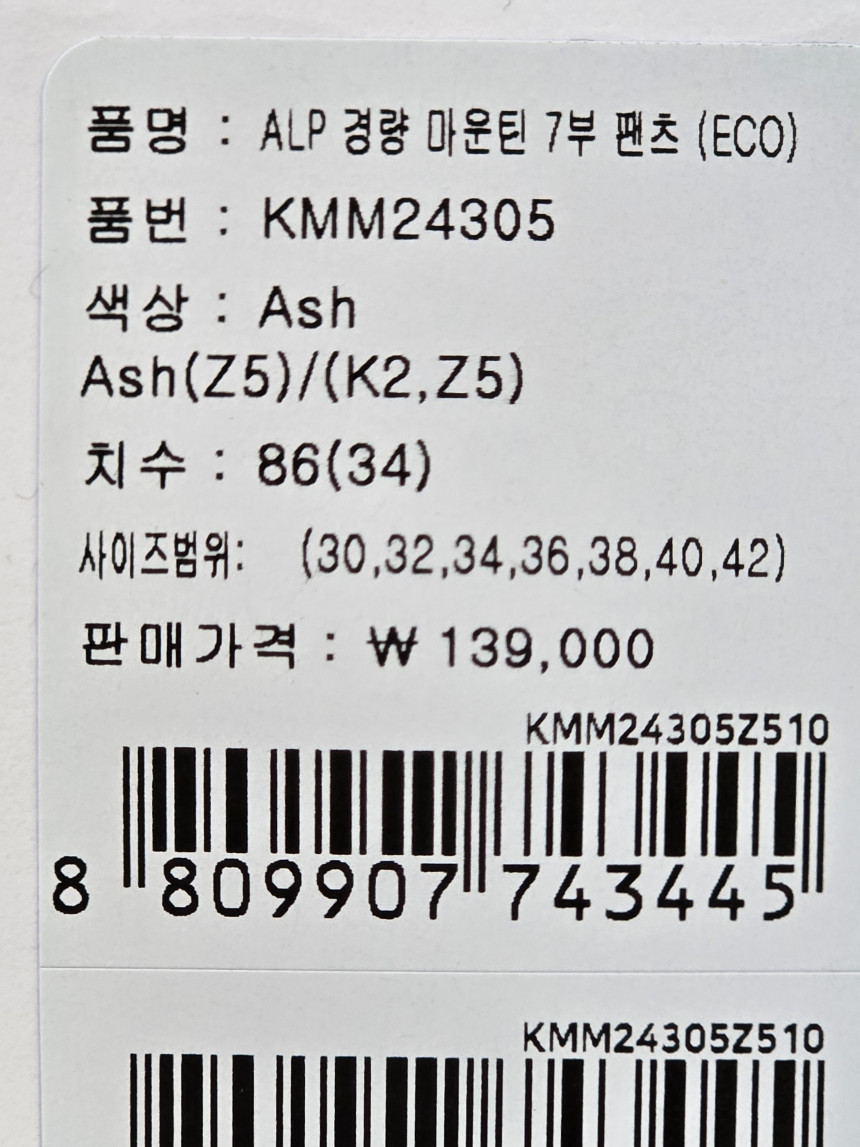 품명 : ALP 경량 마운틴 7부 팬츠 (ECO)
품번 : KMM24305
색상 : Ash
Ash(Z5)/(K2,Z5)
치수 : 86(34)
사이즈범위: (30,32,34,36,38,40,42)
판매가격 : ₩ 139,000
KMM24305Z510
8 809907 743445
KMM24305Z510